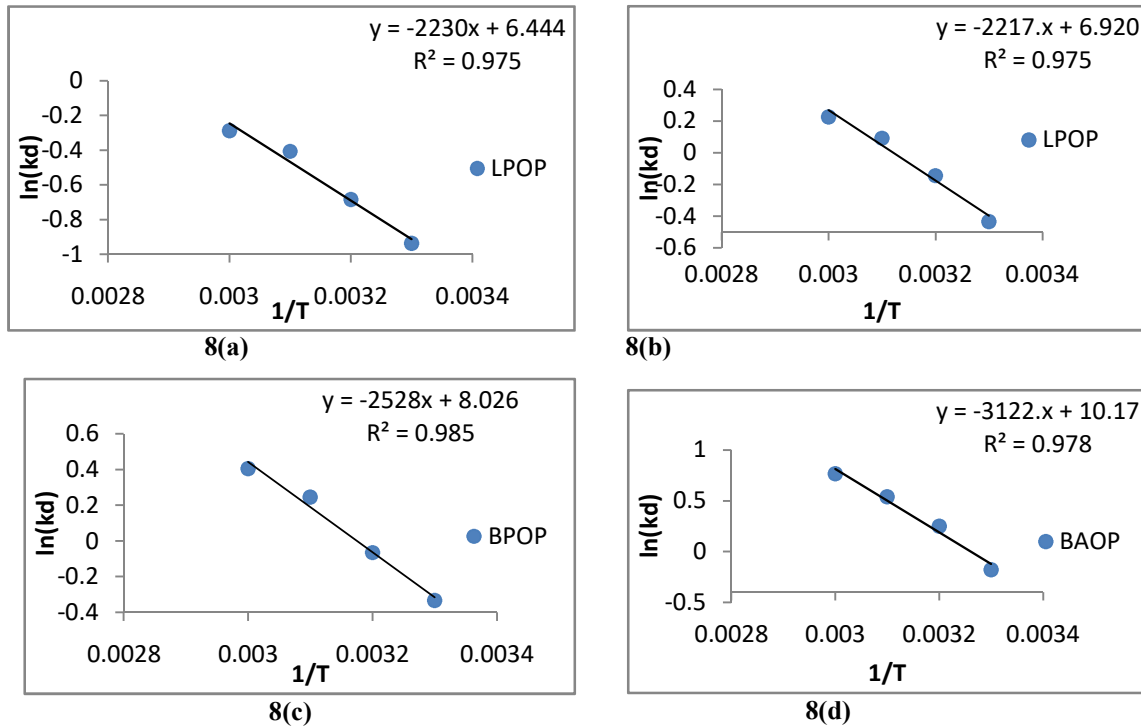 y = -2230x + 6.444
R² = 0.975
0
-0.2
-0.4
-0.6
-0.8
-1
0.0028 0.003 0.0032 0.0034
ln(kd)
1/T
LPOP
8(a)
y = -2217.x + 6.920
R² = 0.975
0.4
0.2
0
-0.2
-0.4
-0.6
0.0028 0.003 0.0032 0.0034
ln(kd)
1/T
LPOP
8(b)
y = -2528x + 8.026
R² = 0.985
0.6
0.4
0.2
0
-0.2
-0.4
0.0028 0.003 0.0032 0.0034
ln(kd)
1/T
BPOP
8(c)
y = -3122.x + 10.17
R² = 0.978
1
0.5
0
-0.5
0.0028 0.003 0.0032 0.0034
ln(kd)
1/T
BAOP
8(d)